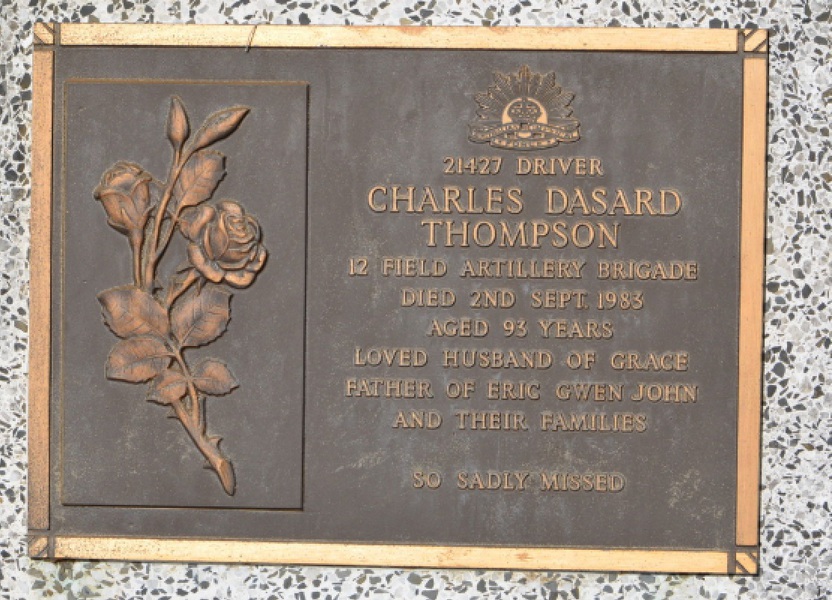 21427 DRIVER
CHARLES DASARD
THOMPSON
12 FIELD ARTILLERY BRIGADE
DIED 2ND SEPT. 1983
AGED 93 YEARS
LOVED HUSBAND OF GRACE
FATHER OF ERIC GWEN JOHN
AND THEIR FAMILIES
SO SADLY MISSED